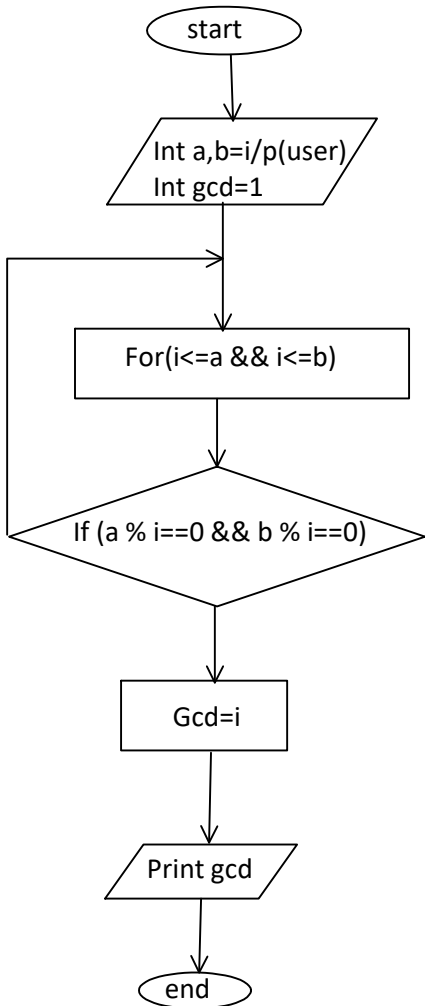 start
Int a,b=i/p(user)
Int gcd=1
For(i<=a && i<=b)
If (a % i==0 && b % i==0)
Gcd=i
Print gcd
end